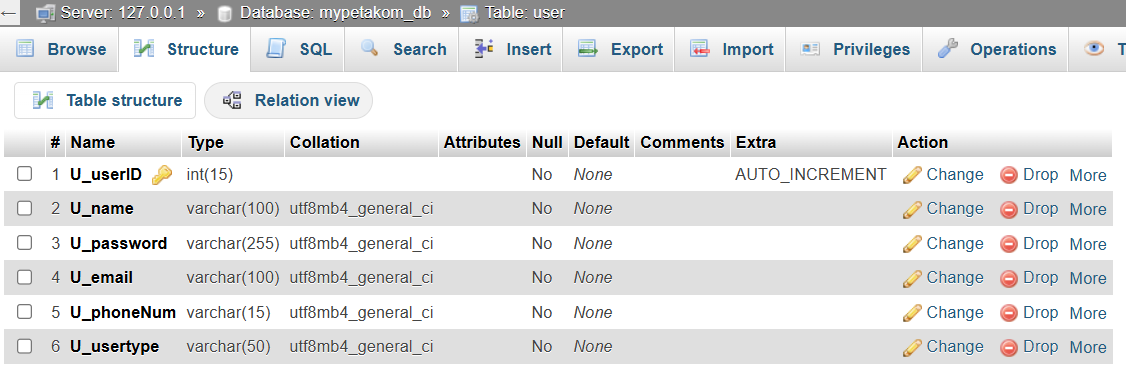 ← Server: 127.0.0.1 » Database: mypetakom_db » Table: user
Browse Structure SQL Search Insert Export Import Privileges Operations T
Table structure Relation view
# Name Type Collation Attributes Null Default Comments Extra Action
1 U_userID int(15) No None AUTO_INCREMENT Change Drop More
2 U_name varchar(100) utf8mb4_general_ci No None Change Drop More
3 U_password varchar(255) utf8mb4_general_ci No None Change Drop More
4 U_email varchar(100) utf8mb4_general_ci No None Change Drop More
5 U_phoneNum varchar(15) utf8mb4_general_ci No None Change Drop More
6 U_usertype varchar(50) utf8mb4_general_ci No None Change Drop More